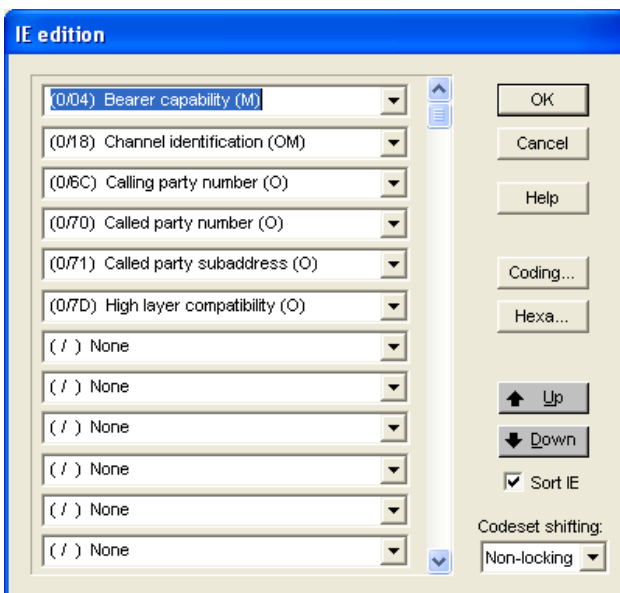 IE edition
(0/04) Bearer capability (M)
(0/18) Channel identification (OM)
(0/6C) Calling party number (O)
(0/70) Called party number (O)
(0/71) Called party subaddress (O)
(0/7D) High layer compatibility (O)
( / ) None
( / ) None
( / ) None
( / ) None
( / ) None
( / ) None
OK
Cancel
Help
Coding...
Hexa...
Up
Down
Sort IE
Codeset shifting:
Non-locking